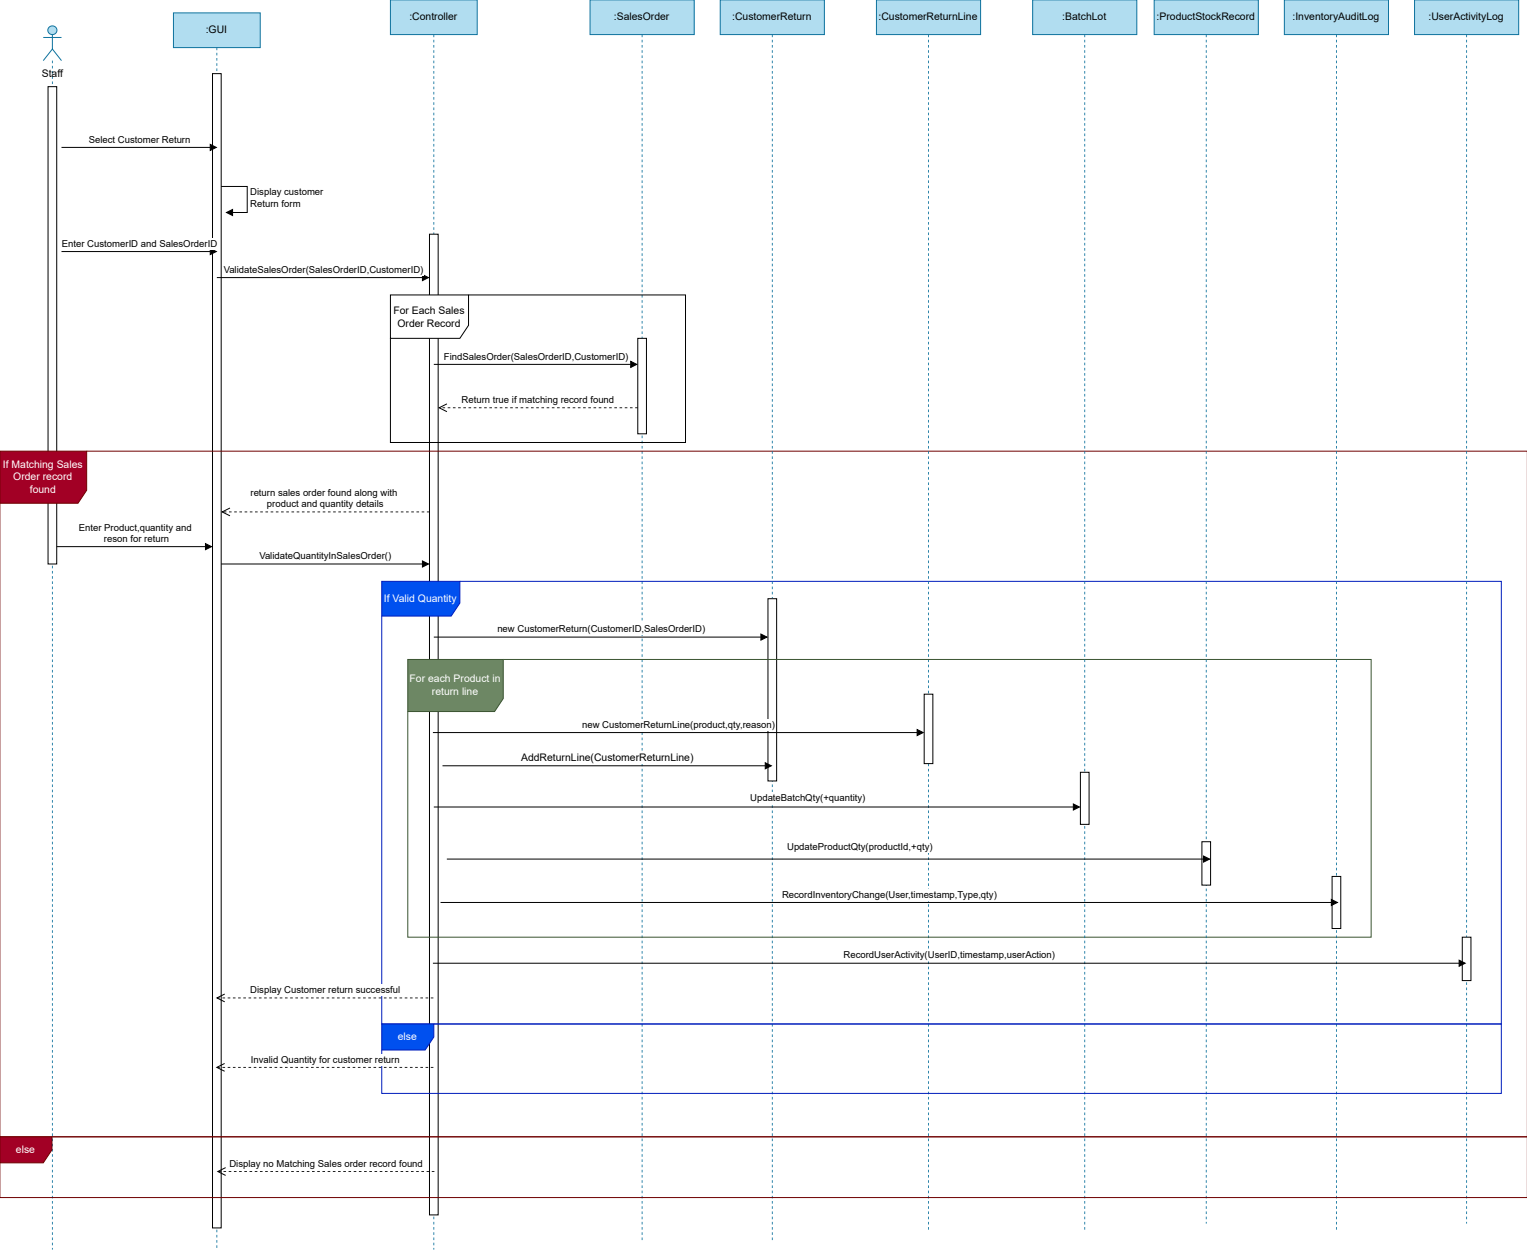 :Controller
:SalesOrder
:CustomerReturn
:CustomerReturnLine
:BatchLot
:ProductStockRecord
:InventoryAuditLog
:UserActivityLog
:GUI
Staff
Select Customer Return
Display customer
Return form
Enter CustomerID and SalesOrderID
ValidateSalesOrder(SalesOrderID,CustomerID)
For Each Sales
Order Record
FindSalesOrder(SalesOrderID,CustomerID)
Return true if matching record found
If Matching Sales
Order record
found
return sales order found along with
product and quantity details
Enter Product,quantity and
reson for return
ValidateQuantityInSalesOrder()
If Valid Quantity
new CustomerReturn(CustomerID,SalesOrderID)
For each Product in
return line
new CustomerReturnLine(product,qty,reason)
AddReturnLine(CustomerReturnLine)
UpdateBatchQty(+quantity)
UpdateProductQty(productId,+qty)
RecordInventoryChange(User,timestamp,Type,qty)
RecordUserActivity(UserID,timestamp,userAction)
Display Customer return successful
else
Invalid Quantity for customer return
else
Display no Matching Sales order record found